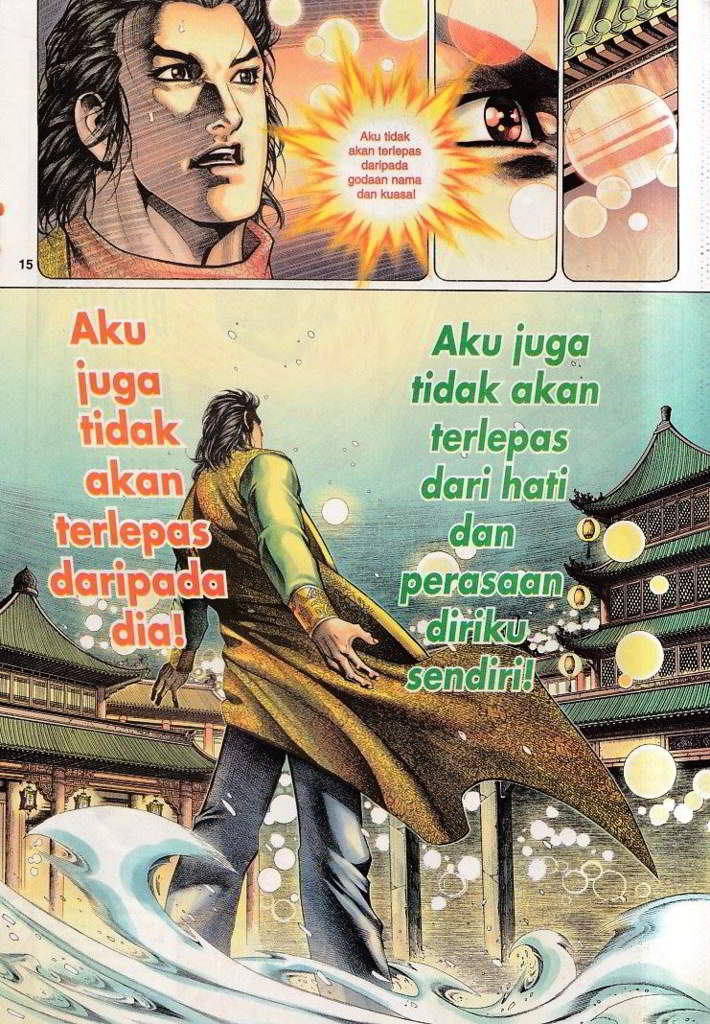 Aku tidak
akan terlepas
daripada
godaan nama
dan kuasa!
15
Aku
juga
tidak
akan
terlepas
daripada
dia!
Aku juga
tidak akan
terlepas
dari hati
dan
perasaan
diriku
sendiri!